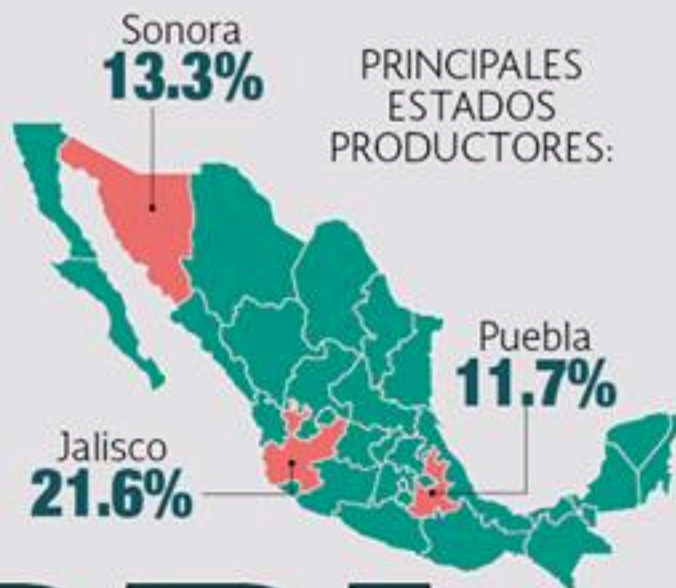 Sonora
13.3%
PRINCIPALES
ESTADOS
PRODUCTORES:
Puebla
11.7%
Jalisco
21.6%